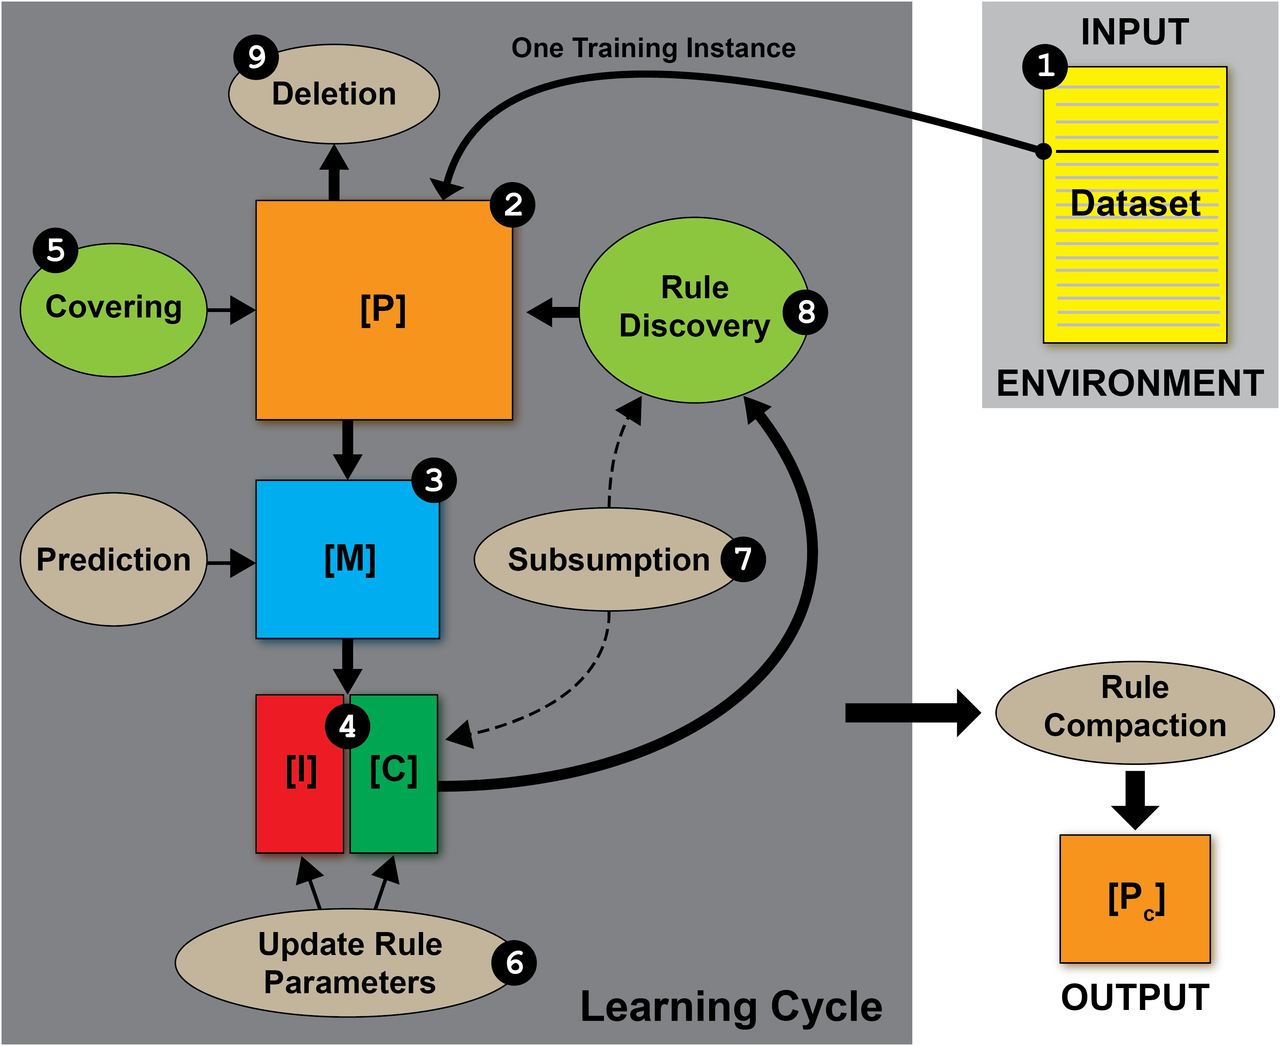 9
Deletion
One Training Instance
INPUT
1
Dataset
ENVIRONMENT
2
5
Covering
[P]
Rule
Discovery
8
3
Prediction
[M]
Subsumption
7
4
[I]
[C]
Update Rule
Parameters
6
Learning Cycle
Rule
Compaction
[Pc]
OUTPUT